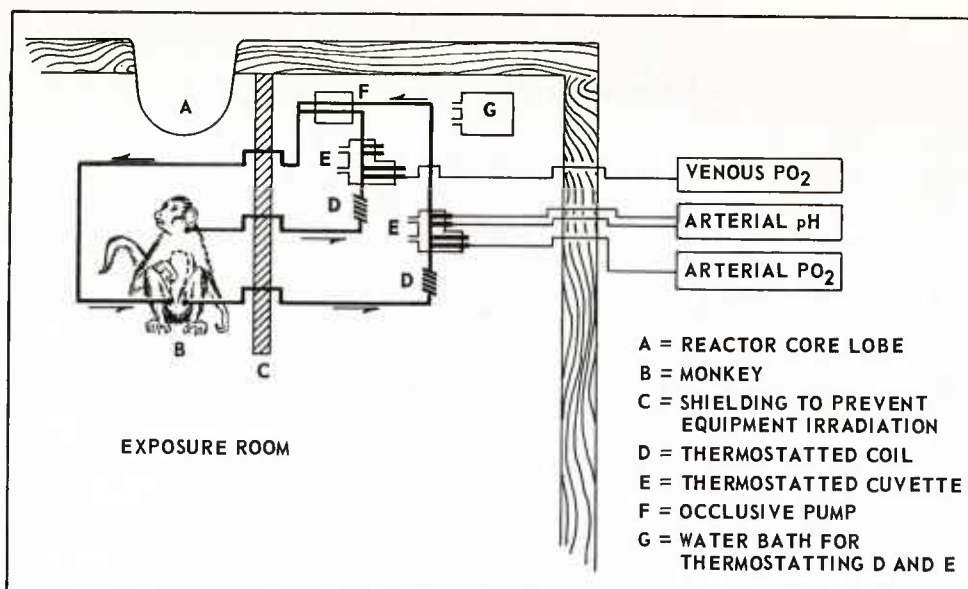 A
F
G
E
VENOUS PO2
D
E
ARTERIAL pH
ARTERIAL PO2
D
B
C
A = REACTOR CORE LOBE
B = MONKEY
C = SHIELDING TO PREVENT
EQUIPMENT IRRADIATION
D = THERMOSTATTED COIL
E = THERMOSTATTED CUVETTE
F = OCCLUSIVE PUMP
G = WATER BATH FOR
THERMOSTATTING D AND E
EXPOSURE ROOM